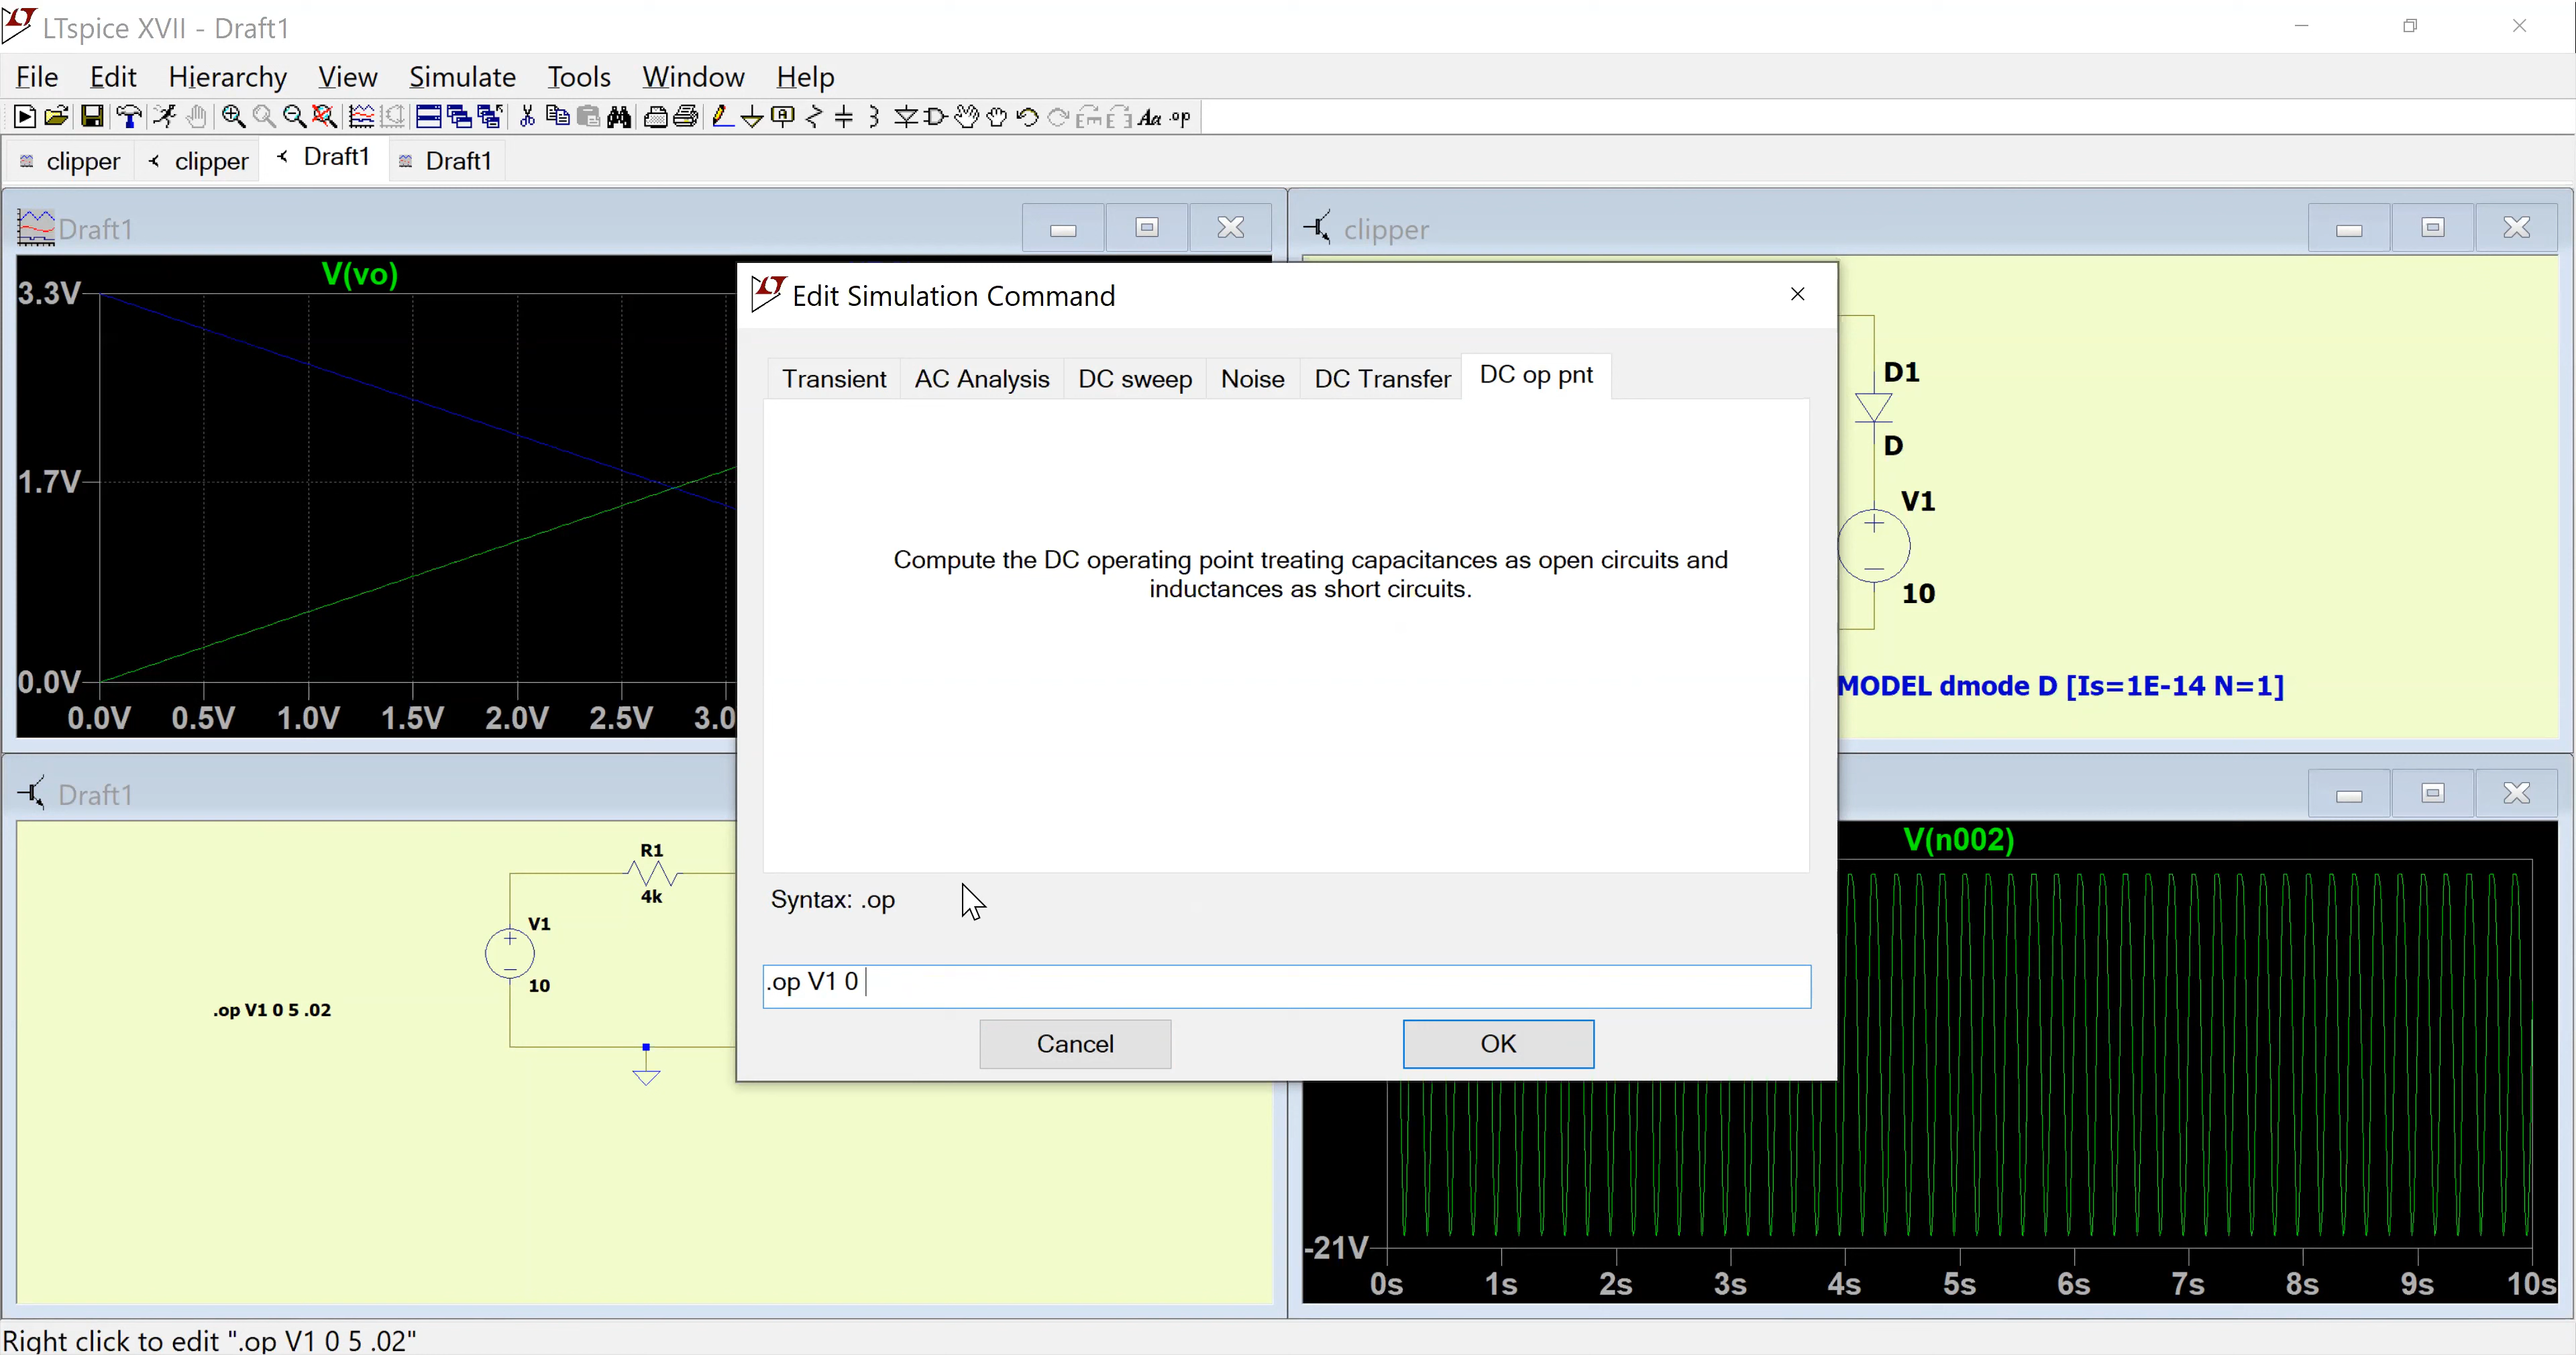 LTspice XVII - Draft1
File Edit Hierarchy View Simulate Tools Window Help
A Aa .op
clipper clipper Draft1 Draft1
Draft1
V(vo)
3.3V
1.7V
0.0V
0.0V 0.5V 1.0V 1.5V 2.0V 2.5V 3.0
clipper
D1
D
V1
10
MODEL dmode D [Is=1E-14 N=1]
Edit Simulation Command
Transient AC Analysis DC sweep Noise DC Transfer DC op pnt
Compute the DC operating point treating capacitances as open circuits and
inductances as short circuits.
Syntax: .op
.op V1 0
Cancel OK
Draft1
R1
4k
V1
10
.op V1 0 5 .02
V(n002)
-21V
0s 1s 2s 3s 4s 5s 6s 7s 8s 9s 10s
Right click to edit ".op V1 0 5 .02"